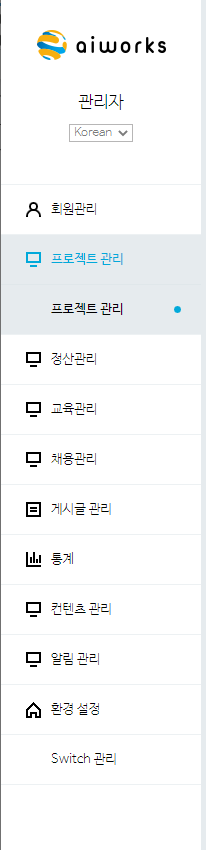 aiworks
관리자
Korean
회원관리
프로젝트 관리
프로젝트 관리
정산관리
교육관리
채용관리
게시글 관리
통계
컨텐츠 관리
알림 관리
환경 설정
Switch 관리